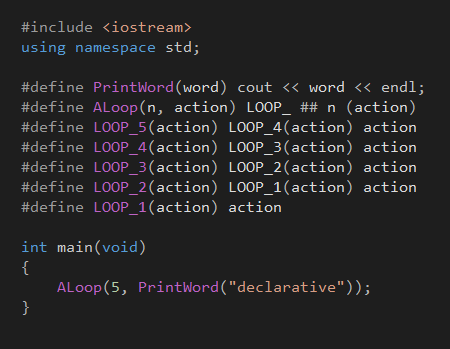 #include <iostream>
using namespace std;

#define PrintWord(word) cout << word << endl;
#define ALoop(n, action) LOOP_ ## n (action)
#define LOOP_5(action) LOOP_4(action) action
#define LOOP_4(action) LOOP_3(action) action
#define LOOP_3(action) LOOP_2(action) action
#define LOOP_2(action) LOOP_1(action) action
#define LOOP_1(action) action

int main(void)
{
    ALoop(5, PrintWord("declarative"));
}